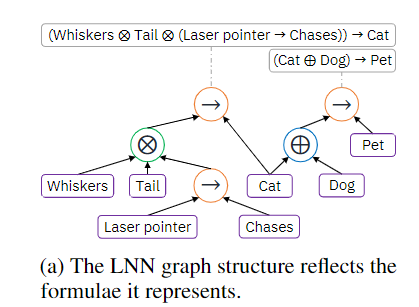 (Whiskers ⊗ Tail ⊗ (Laser pointer → Chases)) → Cat
(Cat ⊕ Dog) → Pet
→ →
⊗ ⊕ Pet
Whiskers Tail → Cat Dog
Laser pointer Chases
(a) The LNN graph structure reflects the
formulae it represents.